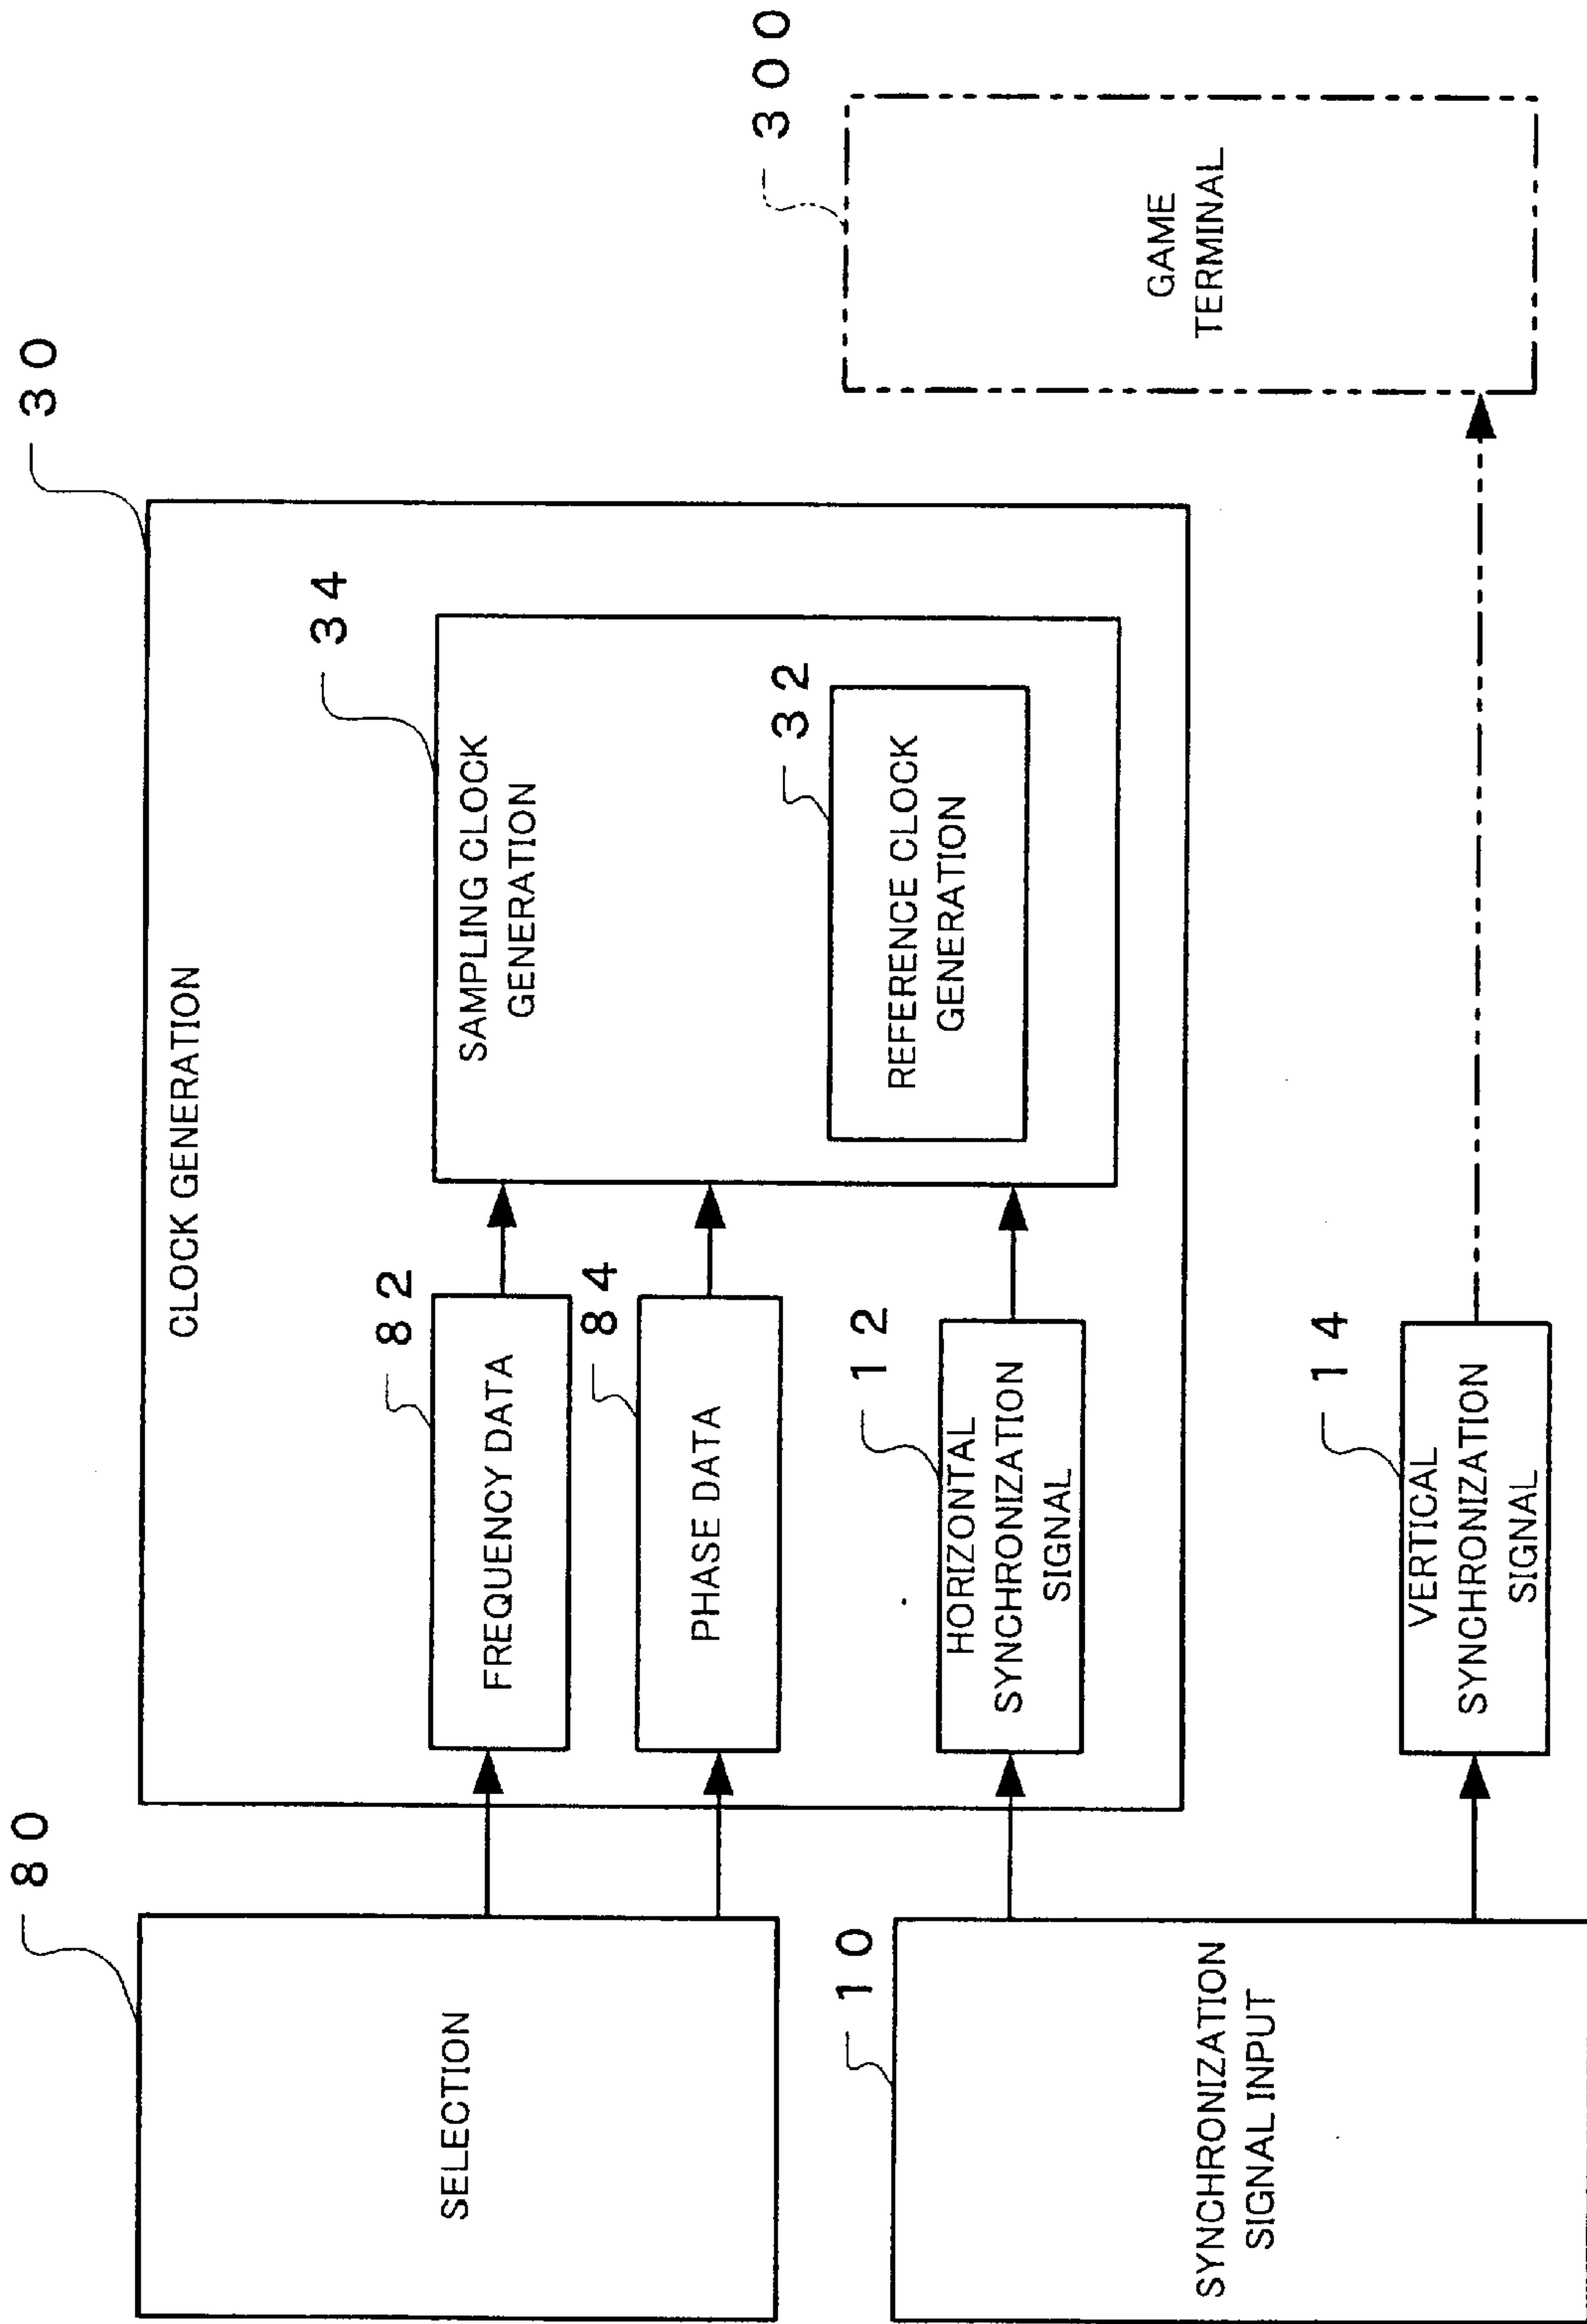 80
SELECTION
30
CLOCK GENERATION
82
FREQUENCY DATA
84
PHASE DATA
34
SAMPLING CLOCK
GENERATION
32
REFERENCE CLOCK
GENERATION
10
SYNCHRONIZATION
SIGNAL INPUT
12
HORIZONTAL
SYNCHRONIZATION
SIGNAL
14
VERTICAL
SYNCHRONIZATION
SIGNAL
300
GAME
TERMINAL